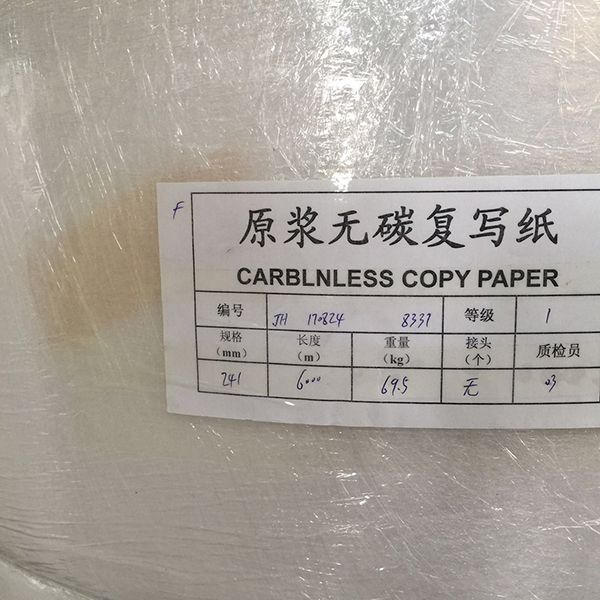 F
原浆无碳复写纸
CARBLNLESS COPY PAPER
编号 JH 170824 8337 等级 1
规格 长度 重量 接头 质检员
(mm) (m) (kg) (个)
241 6000 69.5 无 03